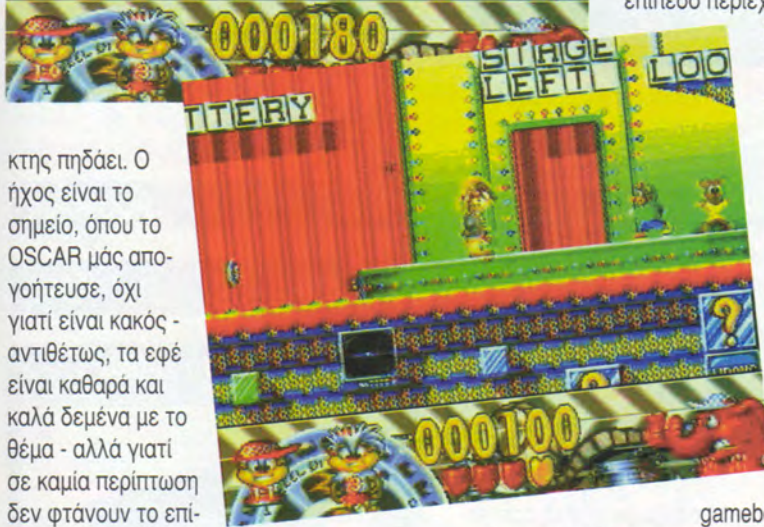 επίπεδο περιέχ
000180
STAGE
LEFT
LOO
TTERY
κτης πηδάει. Ο
ήχος είναι το
σημείο, όπου το
OSCAR μάς απο-
γοήτευσε, όχι
γιατί είναι κακός -
αντιθέτως, τα εφέ
είναι καθαρά και
καλά δεμένα με το
θέμα - αλλά γιατί
σε καμία περίπτωση
δεν φτάνουν το επί-
000100
gameb